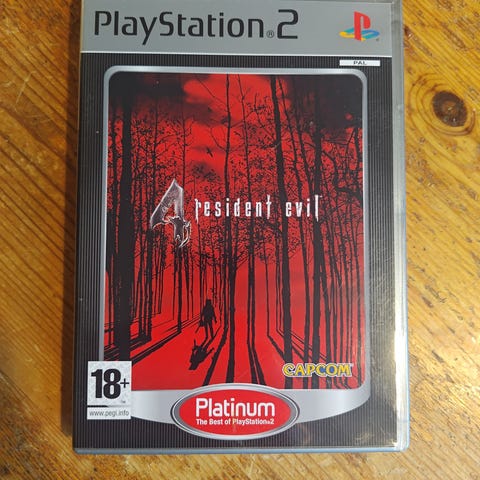 PlayStation®2
PAL
4 resident evil
CAPCOM
18+
www.pegi.info
Platinum
The Best of PlayStation®2